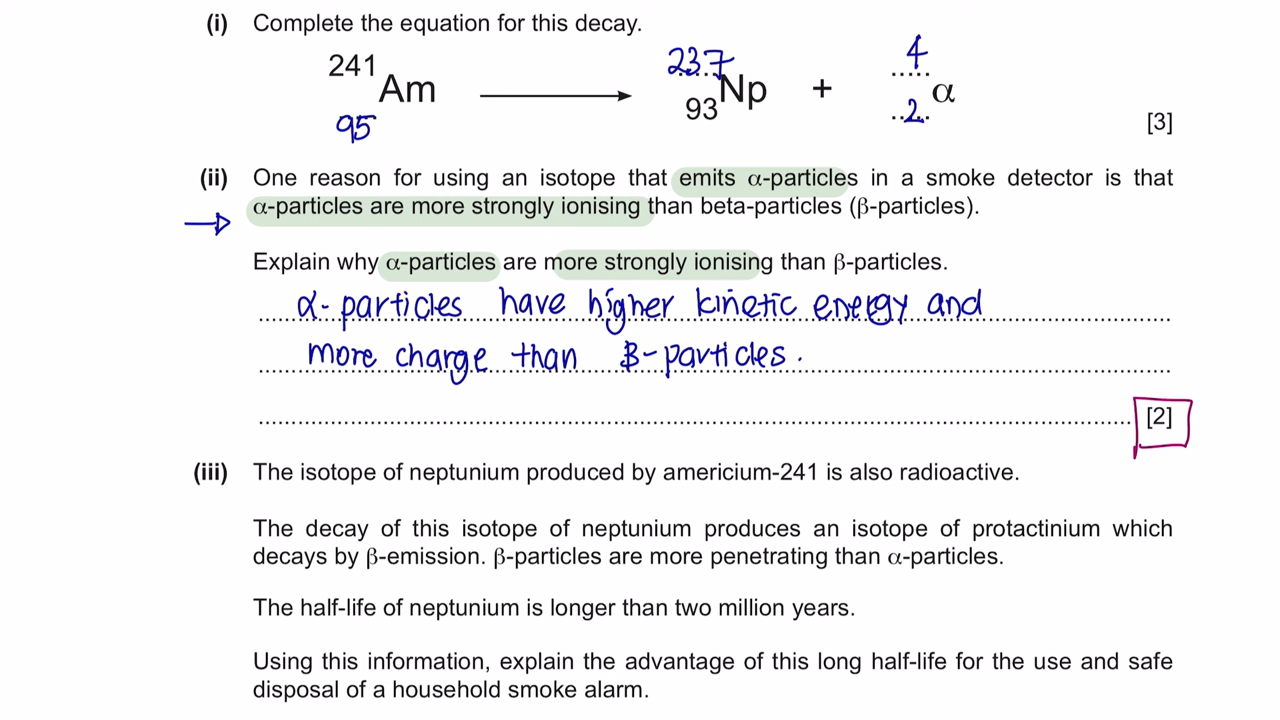 (i) Complete the equation for this decay.
241 Am 95 → 237 Np 93 + 4 α 2
[3]
(ii) One reason for using an isotope that emits α-particles in a smoke detector is that
α-particles are more strongly ionising than beta-particles (β-particles).
Explain why α-particles are more strongly ionising than β-particles.
α-particles have higher kinetic energy and
more charge than β-particles.
[2]
(iii) The isotope of neptunium produced by americium-241 is also radioactive.
The decay of this isotope of neptunium produces an isotope of protactinium which
decays by β-emission. β-particles are more penetrating than α-particles.
The half-life of neptunium is longer than two million years.
Using this information, explain the advantage of this long half-life for the use and safe
disposal of a household smoke alarm.